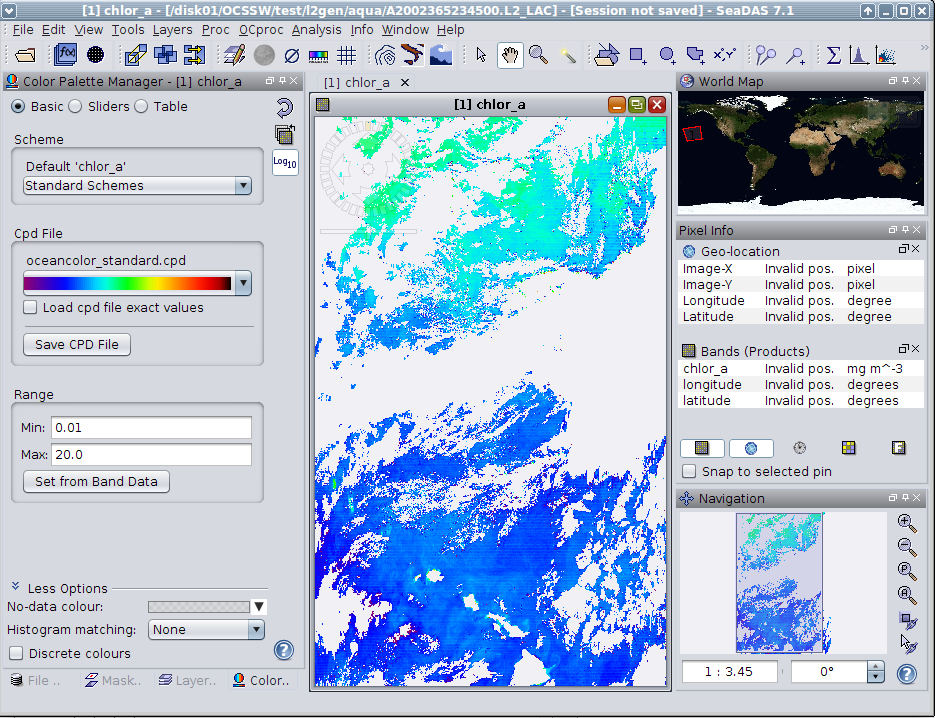 [1] chlor_a - [/disk01/OCSSW/test/l2gen/aqua/A2002365234500.L2_LAC] - [Session not saved] - SeaDAS 7.1
File Edit View Tools Layers Proc OCproc Analysis Info Window Help
f(x)
Σ
Color Palette Manager - [1] chlor_a
Basic Sliders Table
Scheme
Log10
Default 'chlor_a'
Standard Schemes
Cpd File
oceancolor_standard.cpd
Load cpd file exact values
Save CPD File
Range
Min: 0.01
Max: 20.0
Set from Band Data
Less Options
No-data colour:
Histogram matching: None
Discrete colours
File .. Mask.. Layer.. Color..
[1] chlor_a
[1] chlor_a
World Map
Pixel Info
Geo-location
Image-X Invalid pos. pixel
Image-Y Invalid pos. pixel
Longitude Invalid pos. degree
Latitude Invalid pos. degree
Bands (Products)
chlor_a Invalid pos. mg m^-3
longitude Invalid pos. degrees
latitude Invalid pos. degrees
F
Snap to selected pin
Navigation
1 : 3.45 0°